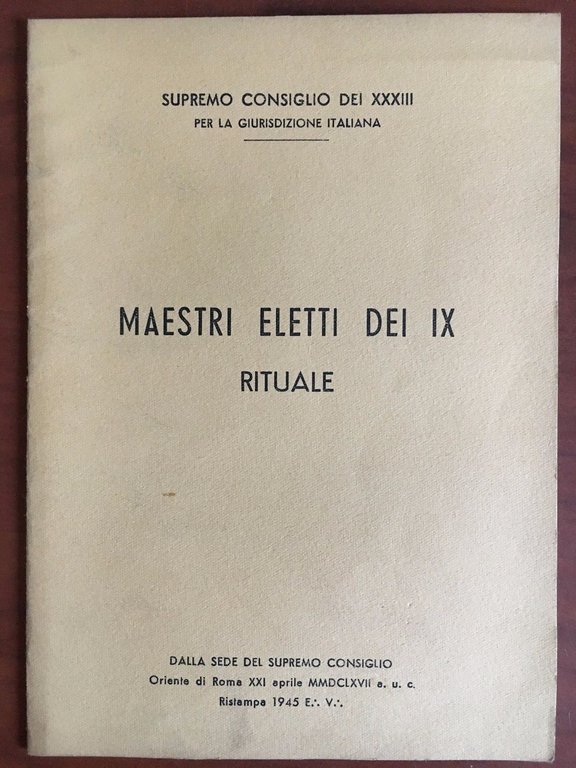 SUPREMO CONSIGLIO DEI XXXIII
PER LA GIURISDIZIONE ITALIANA
MAESTRI ELETTI DEI IX
RITUALE
DALLA SEDE DEL SUPREMO CONSIGLIO
Oriente di Roma XXI aprile MMDCLXVII a. u. c.
Ristampa 1945 E∴ V∴